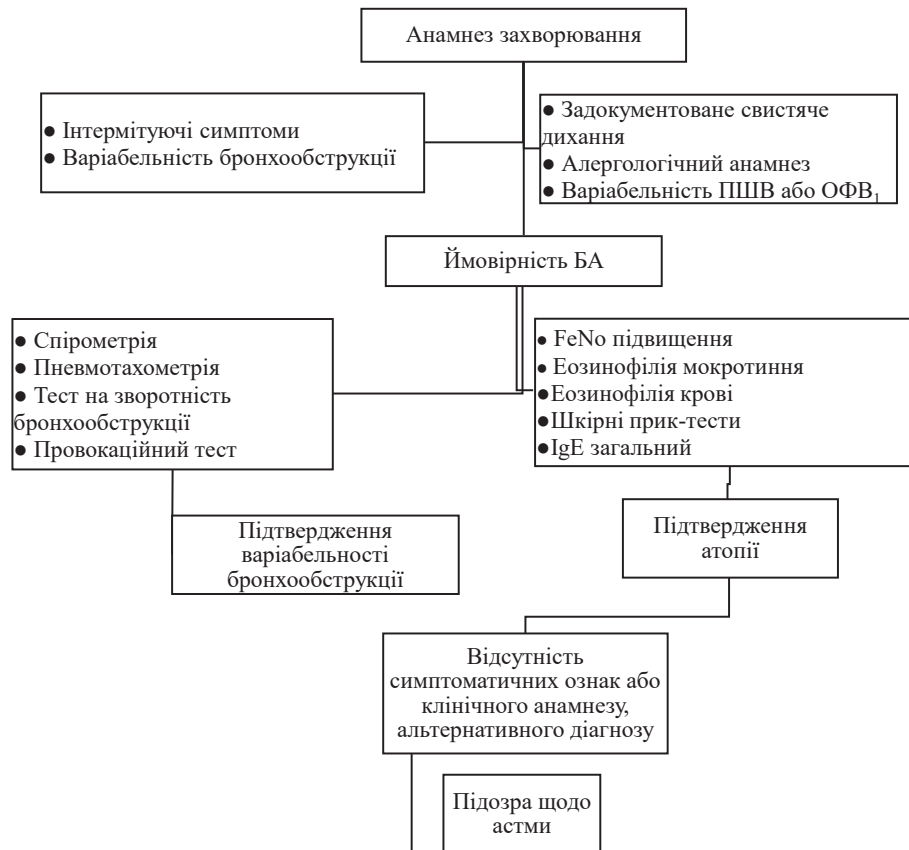 Анамнез захворювання
● Інтермітуючі симптоми
● Варіабельність бронхообструкції
● Задокументоване свистяче
дихання
● Алергологічний анамнез
● Варіабельність ПШВ або ОФВ₁
Ймовірність БА
● Спірометрія
● Пневмотахометрія
● Тест на зворотність
бронхообструкції
● Провокаційний тест
● FeNo підвищення
● Еозинофілія мокротиння
● Еозинофілія крові
● Шкірні прик-тести
●IgE загальний
Підтвердження
варіабельності
бронхообструкції
Підтвердження
атопії
Відсутність
симптоматичних ознак або
клінічного анамнезу,
альтернативного діагнозу
Підозра щодо
астми